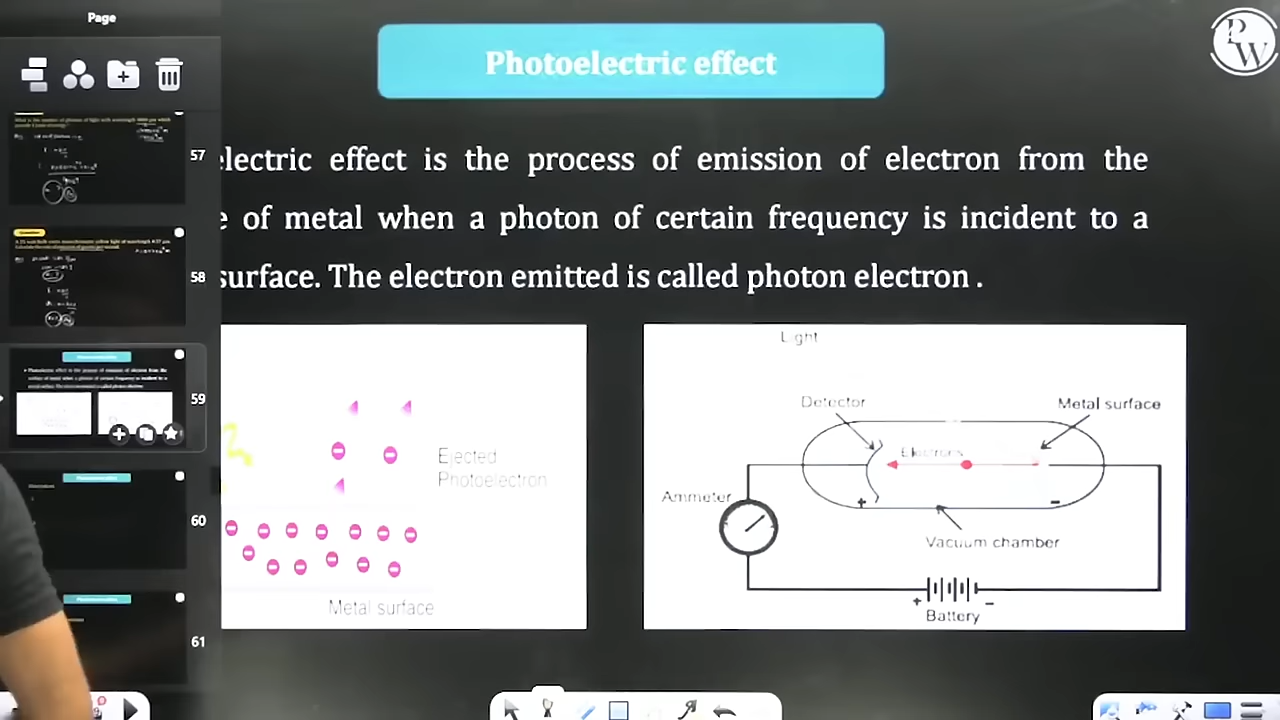 Page
Photoelectric effect
PW
electric effect is the process of emission of electron from the
e of metal when a photon of certain frequency is incident to a
surface. The electron emitted is called photon electron .
57
58
59
60
61
Ejected
Photoelectron
Metal surface
Light
Detector
Metal surface
Electrons
Ammeter
+
-
Vacuum chamber
+
-
Battery